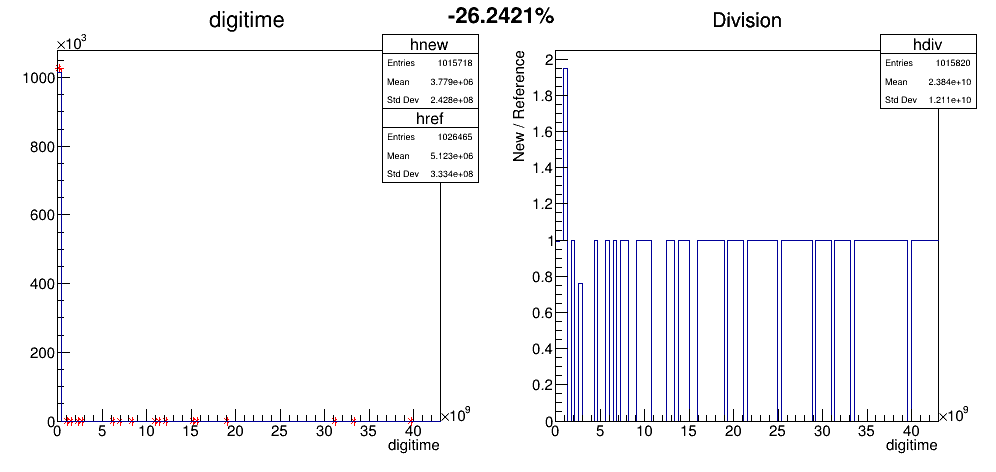 -26.2421%
digitime
×10³
hnew
Entries 1015718
Mean 3.779e+06
Std Dev 2.428e+08
href
Entries 1026465
Mean 5.123e+06
Std Dev 3.334e+08
1000
800
600
400
200
0
0 5 10 15 20 25 30 35 40 ×10⁹
digitime
Division
hdiv
Entries 1015820
Mean 2.384e+10
Std Dev 1.211e+10
New / Reference
2
1.8
1.6
1.4
1.2
1
0.8
0.6
0.4
0.2
0
0 5 10 15 20 25 30 35 40 ×10⁹
digitime